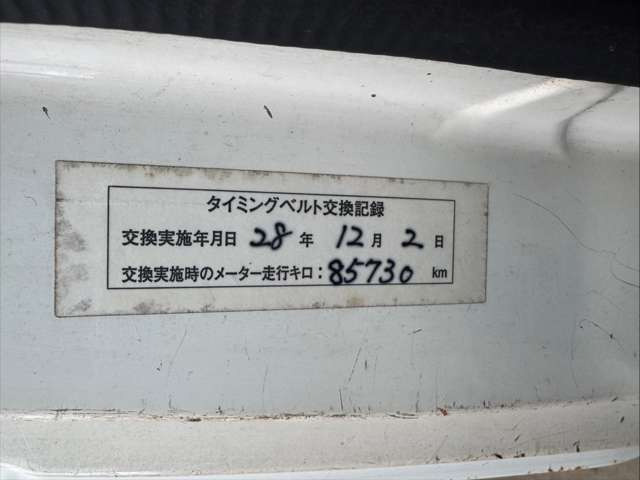 タイミングベルト交換記録
交換実施年月日 28 年 12 月 2 日
交換実施時のメーター走行キロ：85730 km